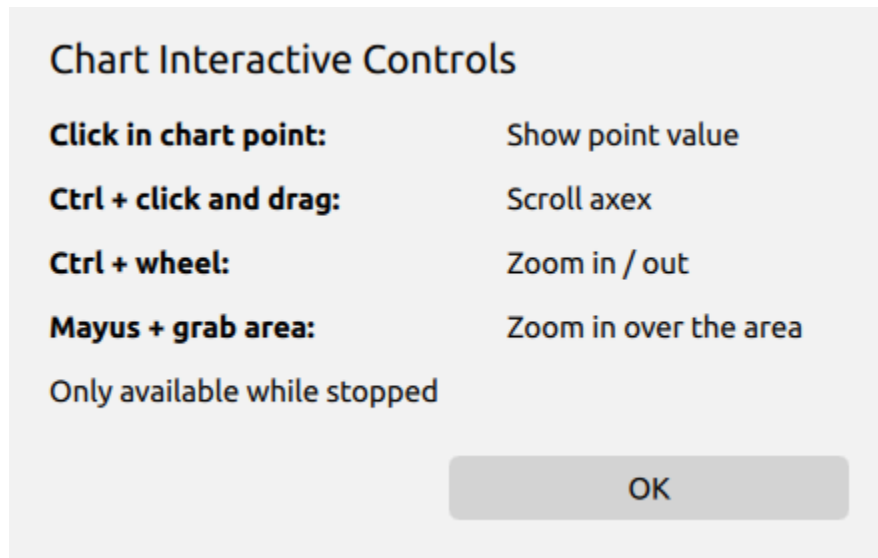 Chart Interactive Controls
Click in chart point: Show point value
Ctrl + click and drag: Scroll axex
Ctrl + wheel: Zoom in / out
Mayus + grab area: Zoom in over the area
Only available while stopped
OK